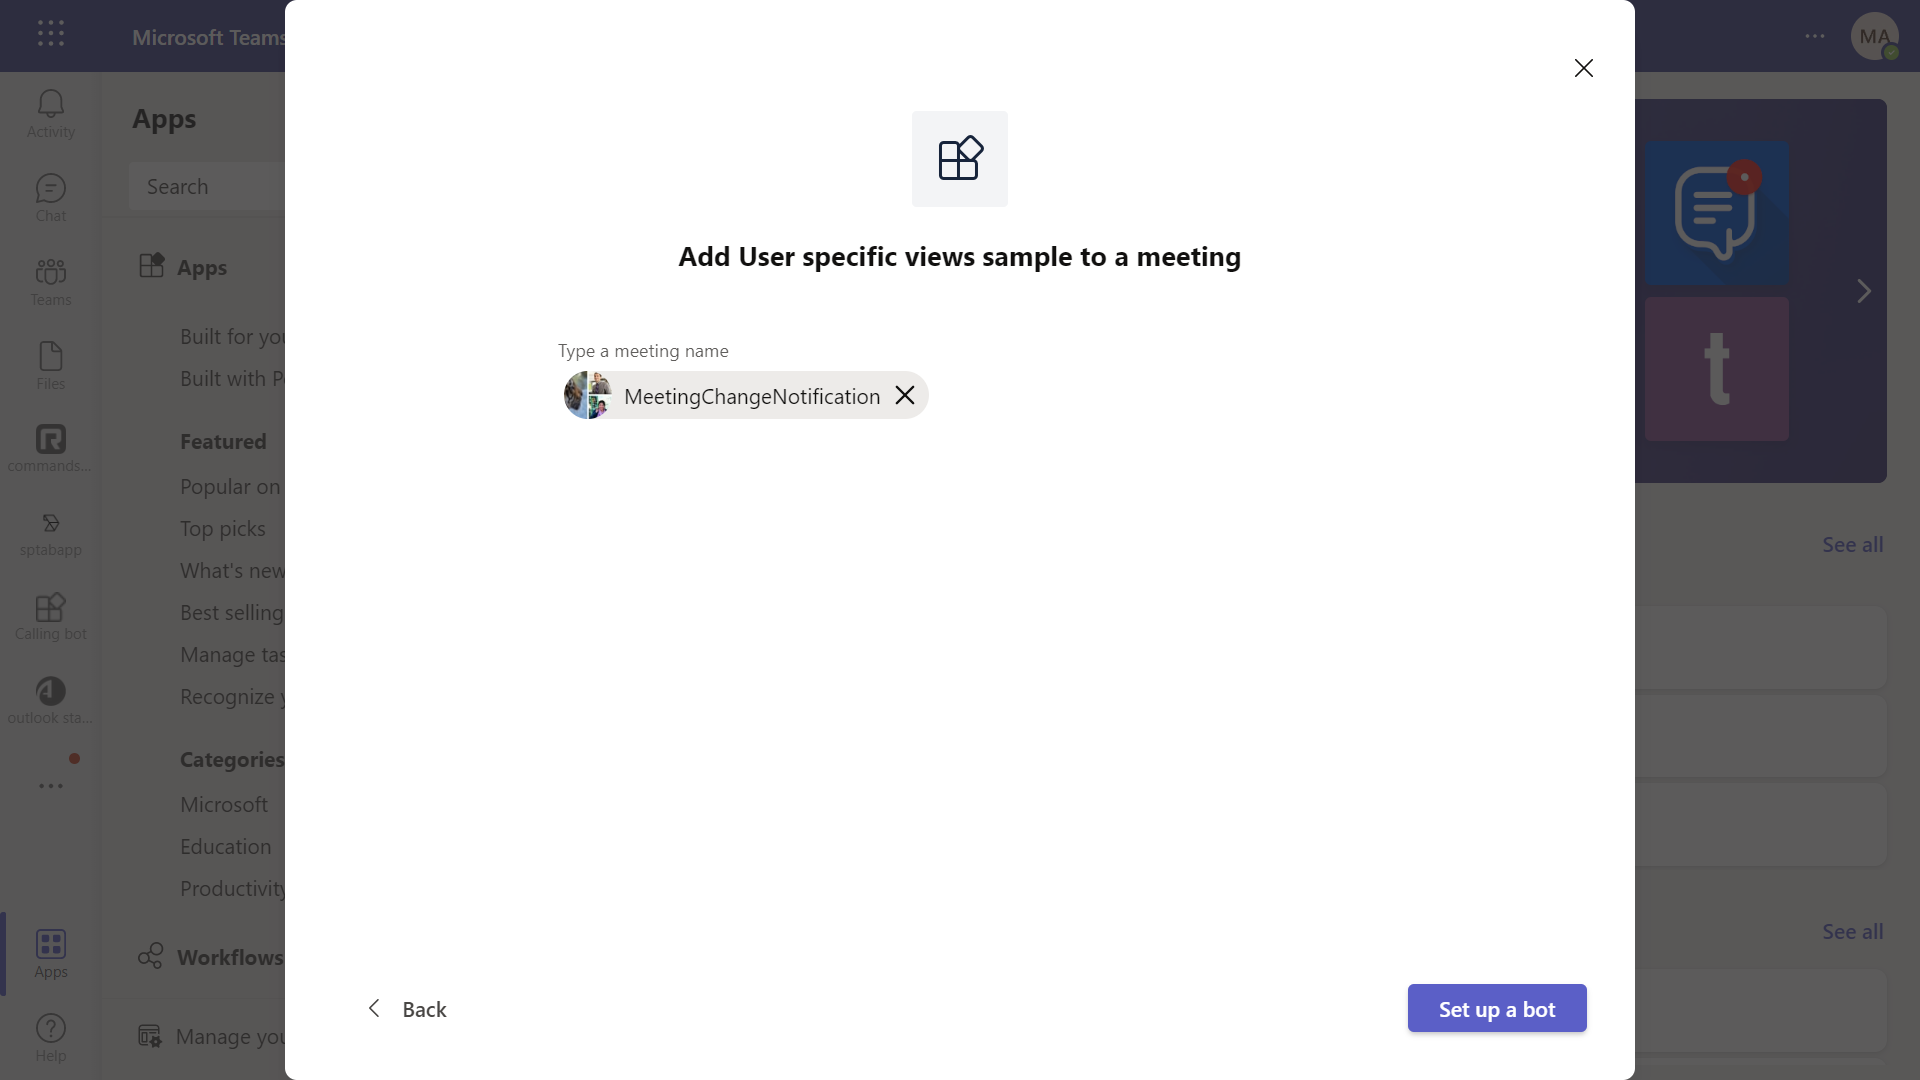 Microsoft Teams
MA
Activity
Chat
Teams
Files
commands...
sptabapp
Calling bot
outlook sta...
Apps
Help
Apps
Search
Apps
Built for you
Built with P
Featured
Popular on
Top picks
What's new
Best selling
Manage tas
Recognize y
Categories
Microsoft
Education
Productivity
Workflows
Manage you
Add User specific views sample to a meeting
Type a meeting name
MeetingChangeNotification
Back
Set up a bot
t
See all
See all